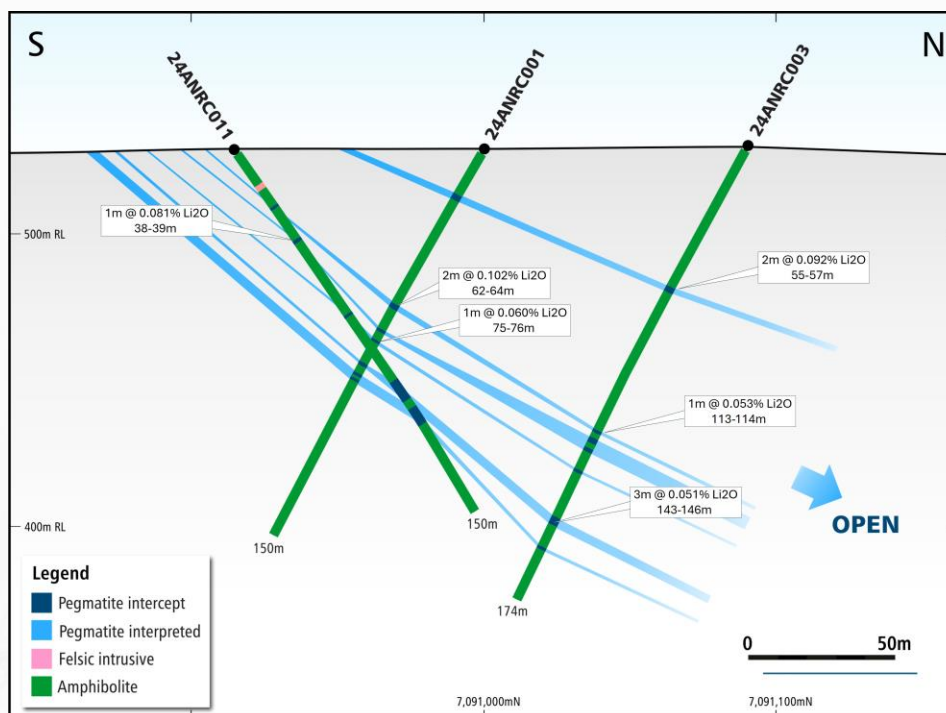 S
N
24ANRC011
24ANRC001
24ANRC003
1m @ 0.081% Li2O
38-39m
500m RL
2m @ 0.092% Li2O
55-57m
2m @ 0.102% Li2O
62-64m
1m @ 0.060% Li2O
75-76m
1m @ 0.053% Li2O
113-114m
3m @ 0.051% Li2O
143-146m
OPEN
400m RL
150m
150m
174m
Legend
Pegmatite intercept
Pegmatite interpreted
Felsic intrusive
Amphibolite
0
50m
7,091,000mN
7,091,100mN